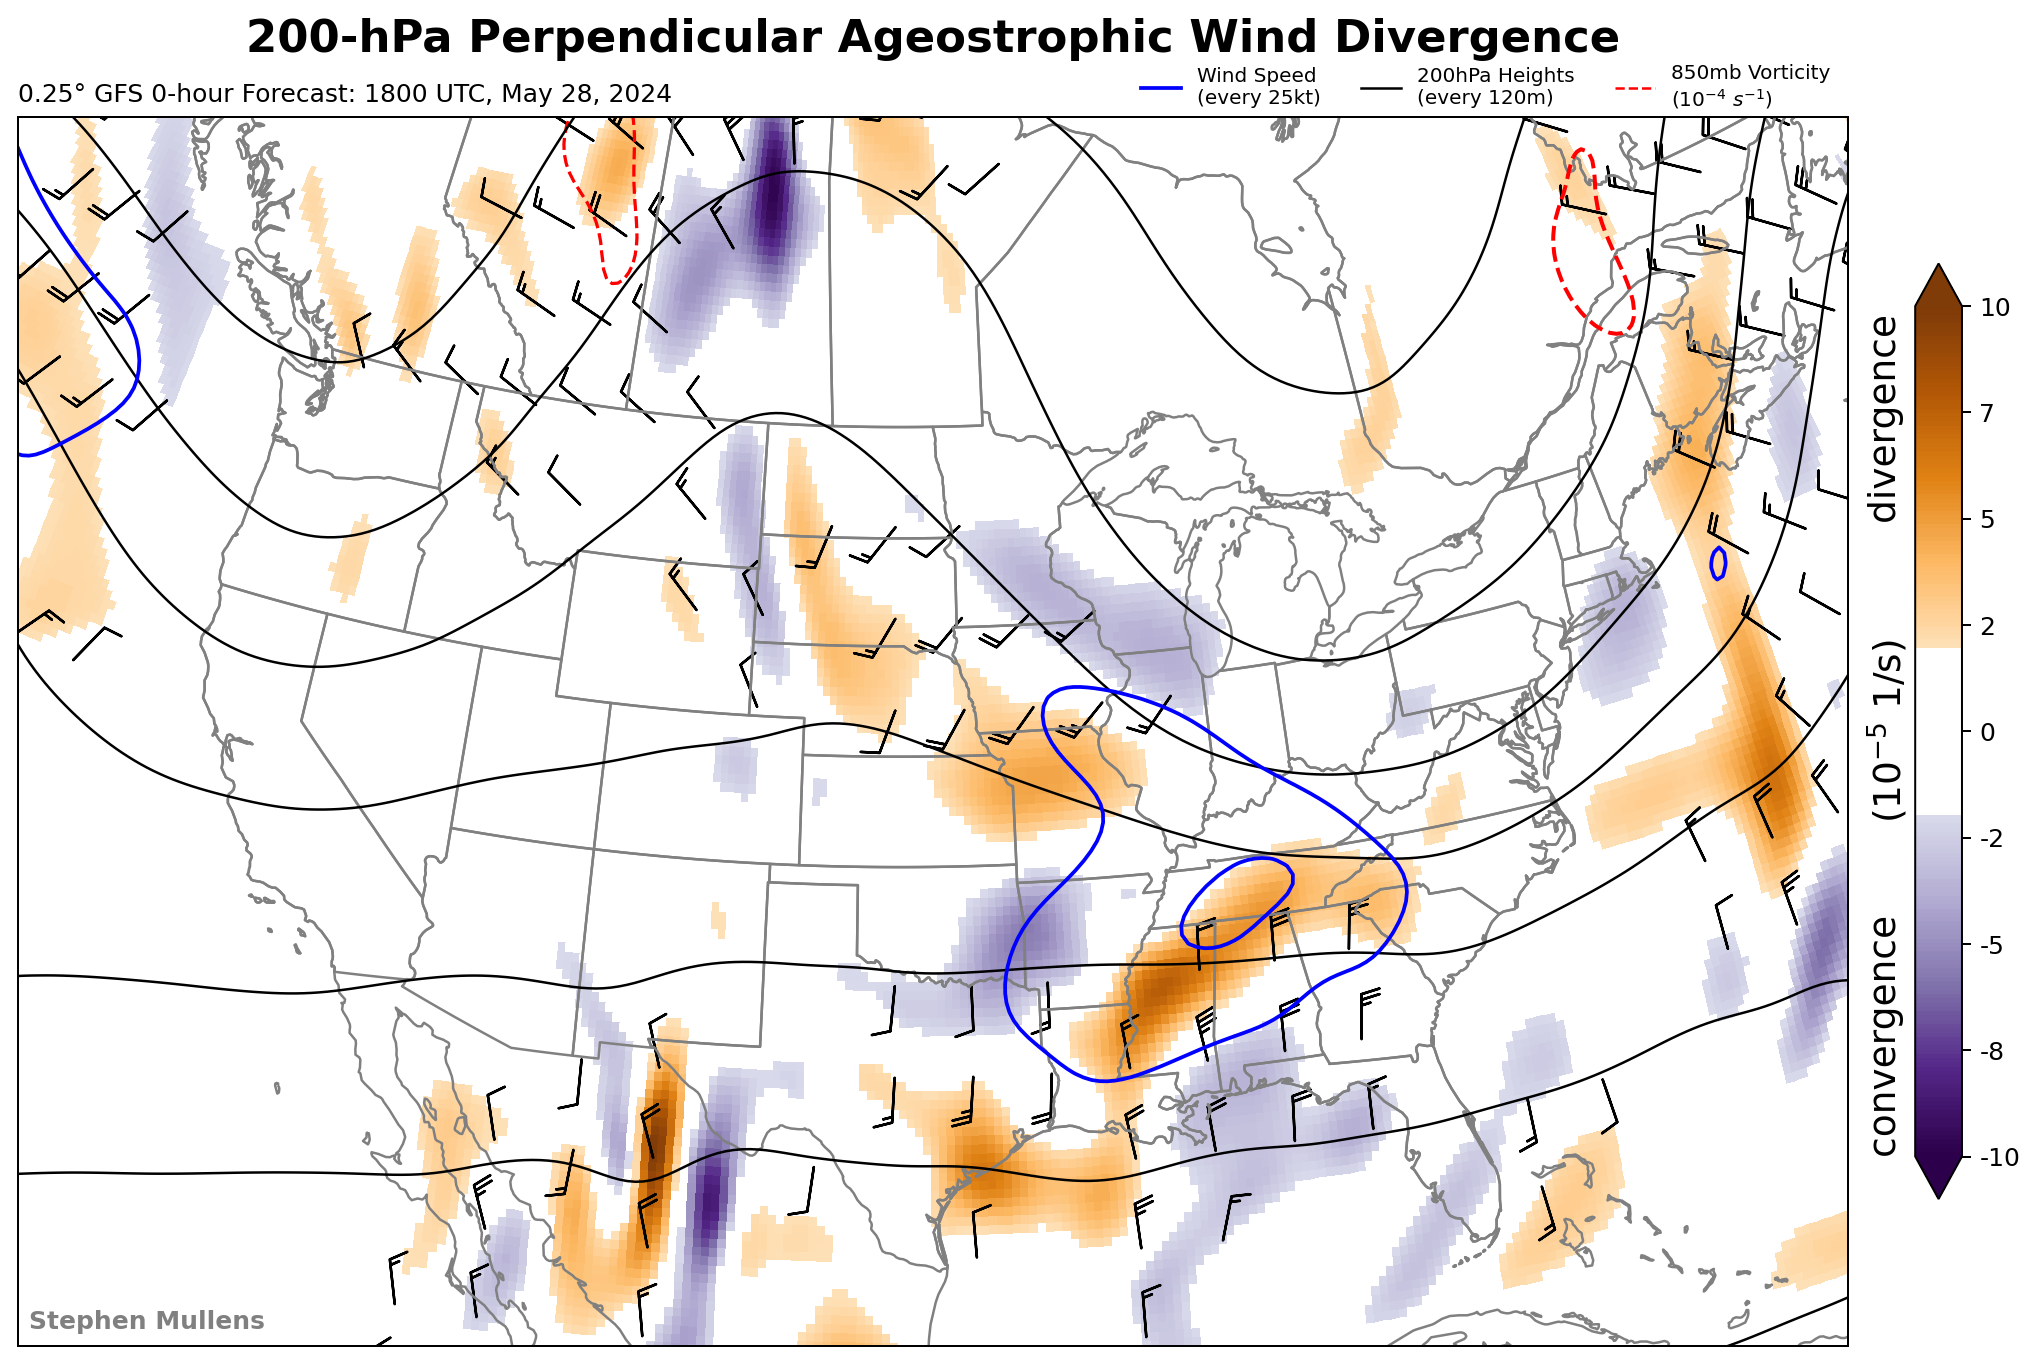 200-hPa Perpendicular Ageostrophic Wind Divergence
0.25° GFS 0-hour Forecast: 1800 UTC, May 28, 2024
Wind Speed
(every 25kt)
200hPa Heights
(every 120m)
850mb Vorticity
(10⁻⁴ s⁻¹)
10
7
5
2
0
-2
-5
-8
-10
convergence (10⁻⁵ 1/s) divergence
Stephen Mullens